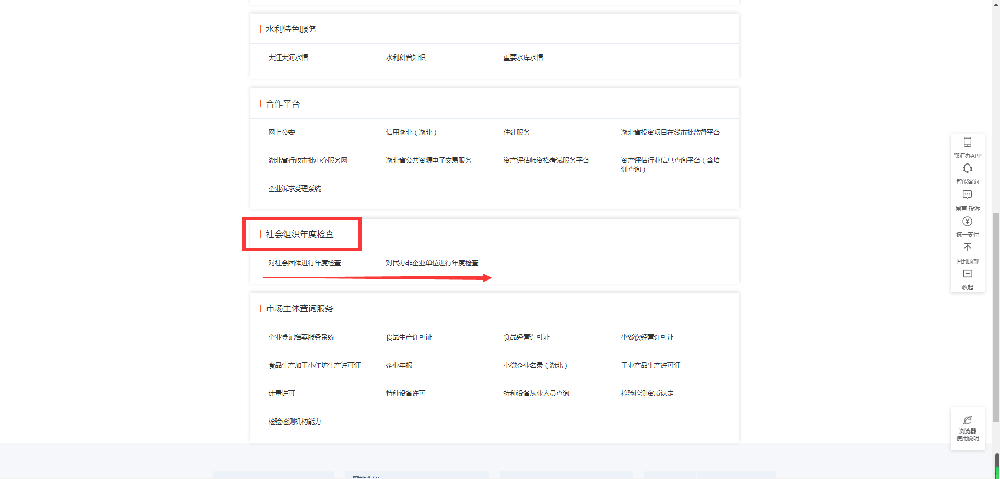 水利特色服务
大江大河水情
水利科普知识
重要水库水情
合作平台
网上公安
信用湖北（湖北）
住建服务
湖北省投资项目在线审批监督平台
湖北省行政审批中介服务网
湖北省公共资源电子交易服务
资产评估师资格考试服务平台
资产评估行业信息查询平台（含培
训查询）
企业诉求受理系统
社会组织年度检查
对社会团体进行年度检查
对民办非企业单位进行年度检查
市场主体查询服务
企业登记档案服务系统
食品生产许可证
食品经营许可证
小餐饮经营许可证
食品生产加工小作坊生产许可证
企业年报
小微企业名录（湖北）
工业产品生产许可证
计量许可
特种设备许可
特种设备从业人员查询
检验检测资质认定
检验检测机构能力
鄂汇办APP
智能咨询
留言 投诉
统一支付
回到顶部
收起
浏览器
使用说明